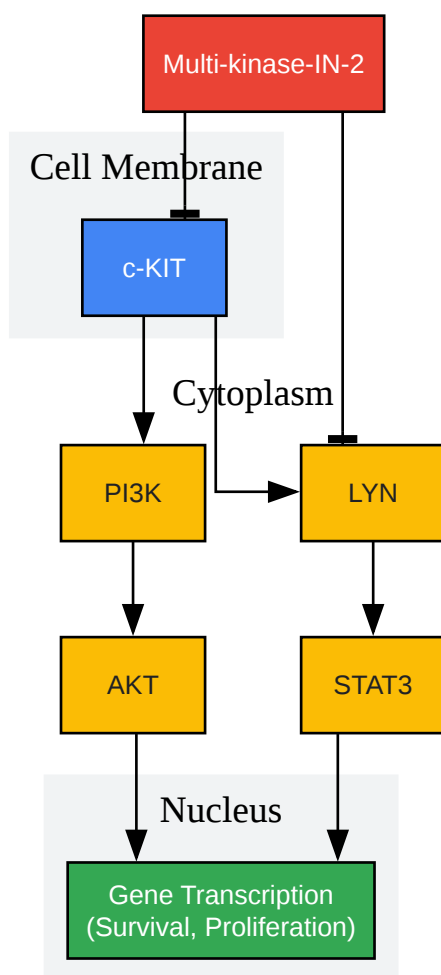 Multi-kinase-IN-2
Cell Membrane
c-KIT
Cytoplasm
PI3K
LYN
AKT
STAT3
Nucleus
Gene Transcription
(Survival, Proliferation)